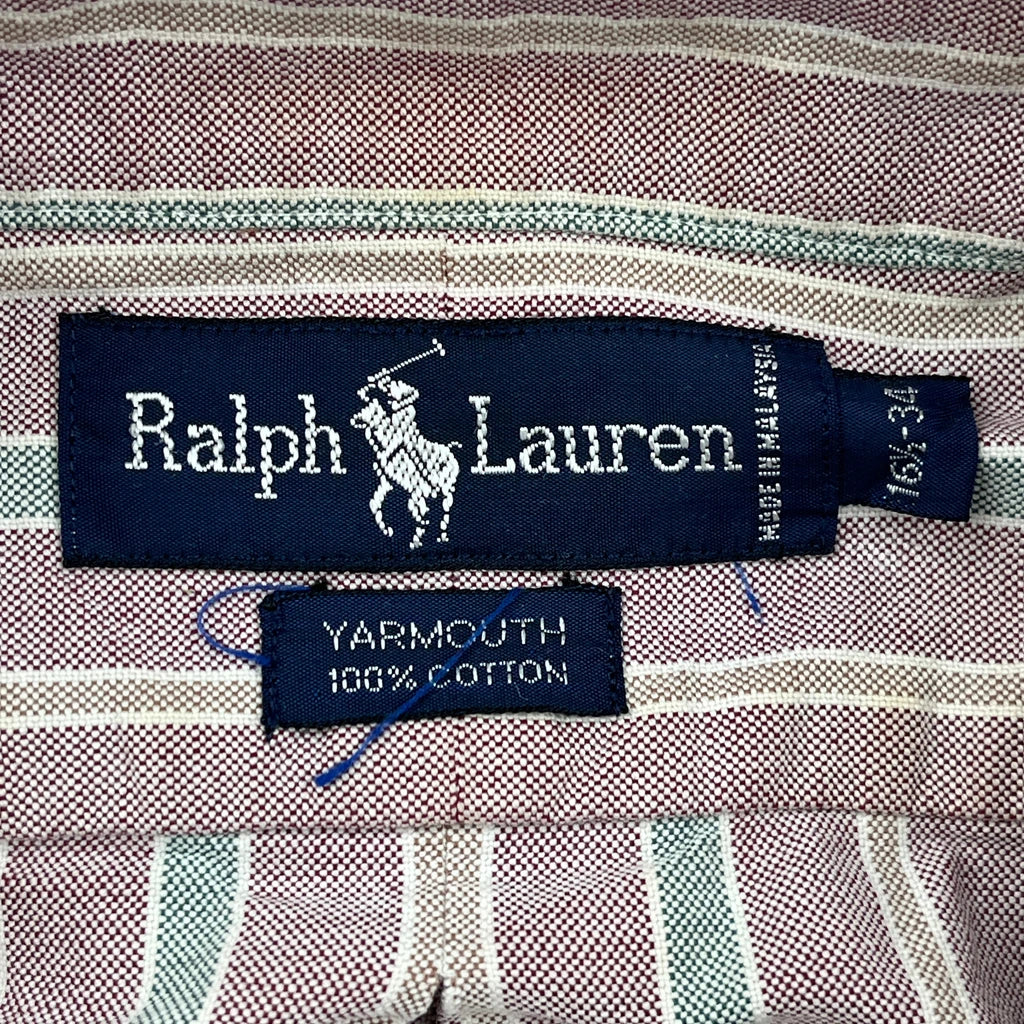 Ralph Lauren
MADE IN MALAYSIA
16½-34
YARMOUTH
100% COTTON